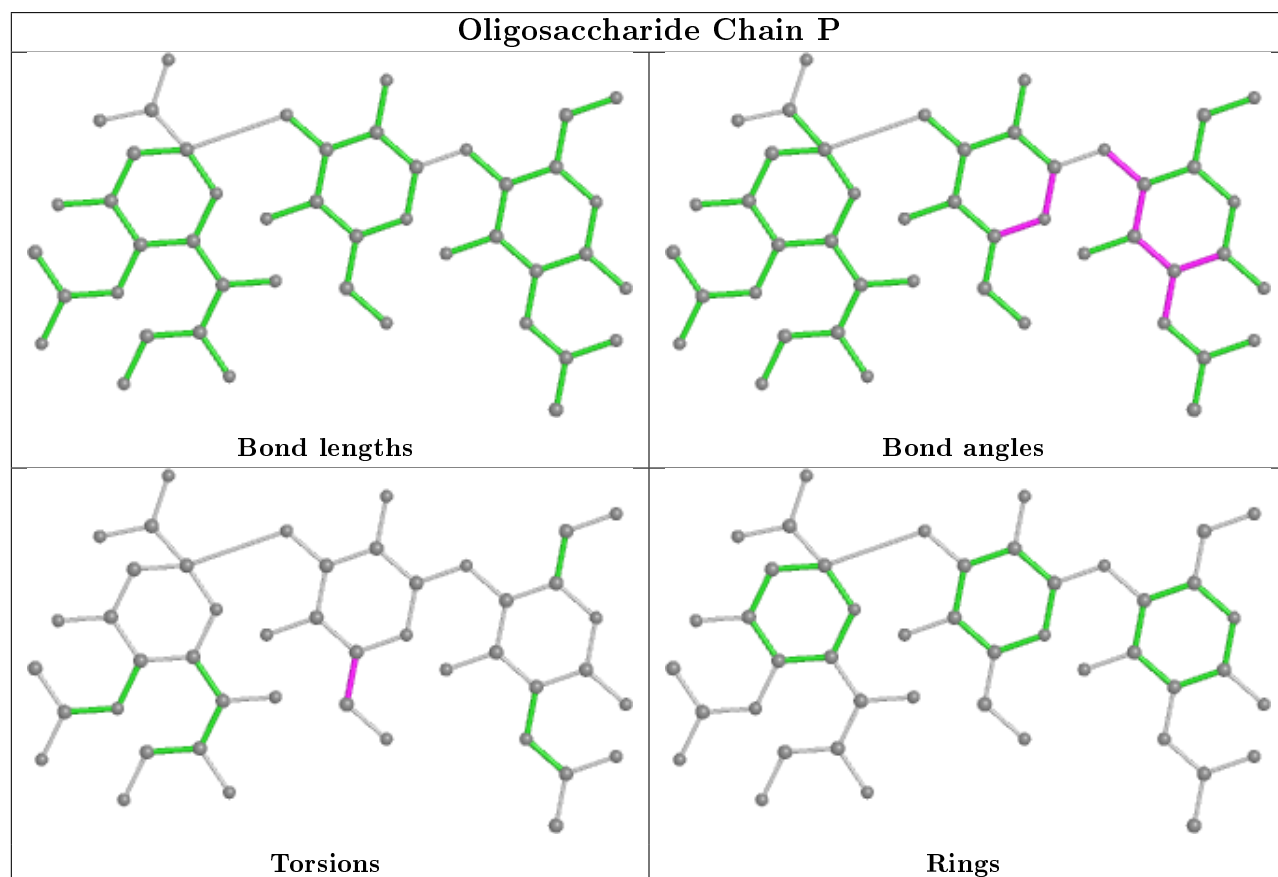 Oligosaccharide Chain P
Bond lengths
Bond angles
Torsions
Rings